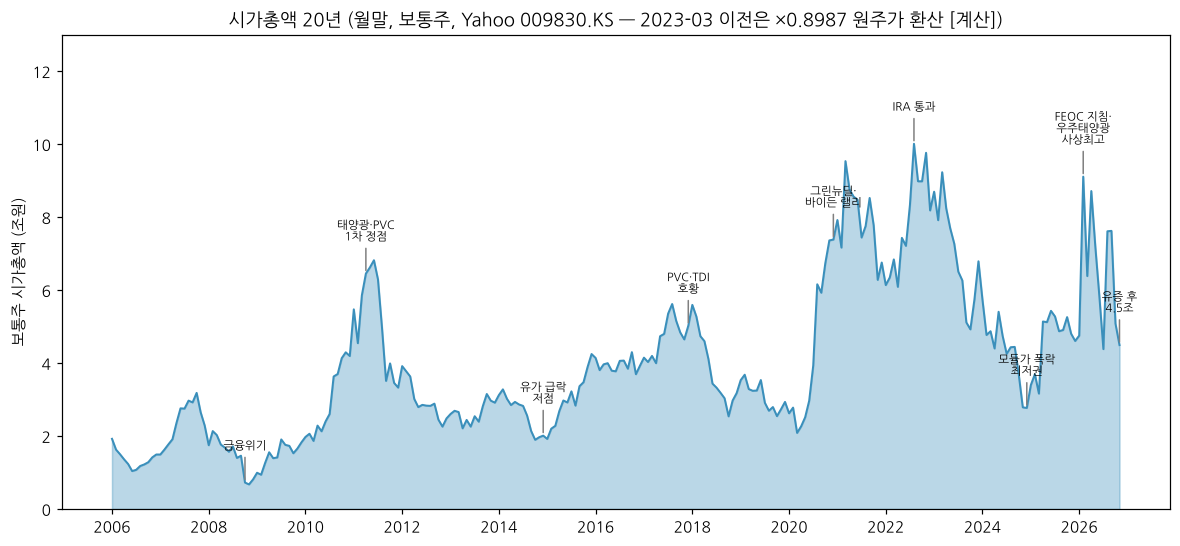 시가총액 20년 (월말, 보통주, Yahoo 009830.KS — 2023-03 이전은 ×0.8987 원주가 환산 [계산])
보통주 시가총액 (조원)
12
10
8
6
4
2
0
금융위기
태양광·PVC
1차 정점
유가 급락
저점
PVC·TDI
호황
그린뉴딜·
바이든 랠리
IRA 통과
모듈가 폭락
최저권
FEOC 지침·
우주태양광
사상최고
유증 후
4.5조
2006
2008
2010
2012
2014
2016
2018
2020
2022
2024
2026